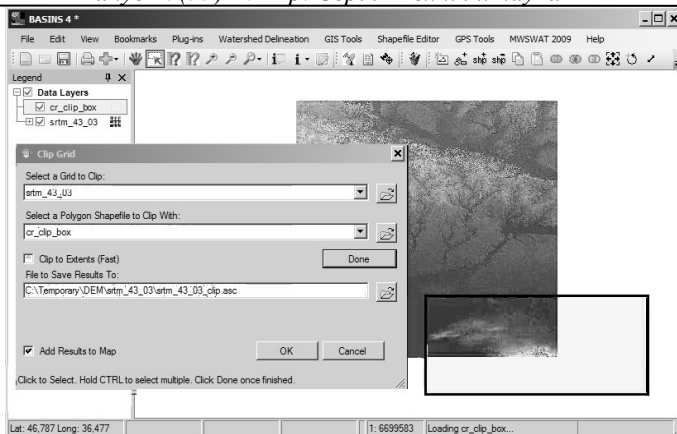 BASINS 4 *
File Edit View Bookmarks Plug-ins Watershed Delineation GIS Tools Shapefile Editor GPS Tools MWSWAT 2009 Help
Legend
Data Layers
cr_clip_box
srtm_43_03
Clip Grid
Select a Grid to Clip:
srtm_43_03
Select a Polygon Shapefile to Clip With:
cr_clip_box
Clip to Extents (Fast)
Done
File to Save Results To:
C:\Temporary\DEM\srtm_43_03\srtm_43_03_clip.asc
Add Results to Map
OK Cancel
Click to Select. Hold CTRL to select multiple. Click Done once finished.
Lat: 46,787 Long: 36,477 1: 6699583 Loading cr_clip_box...